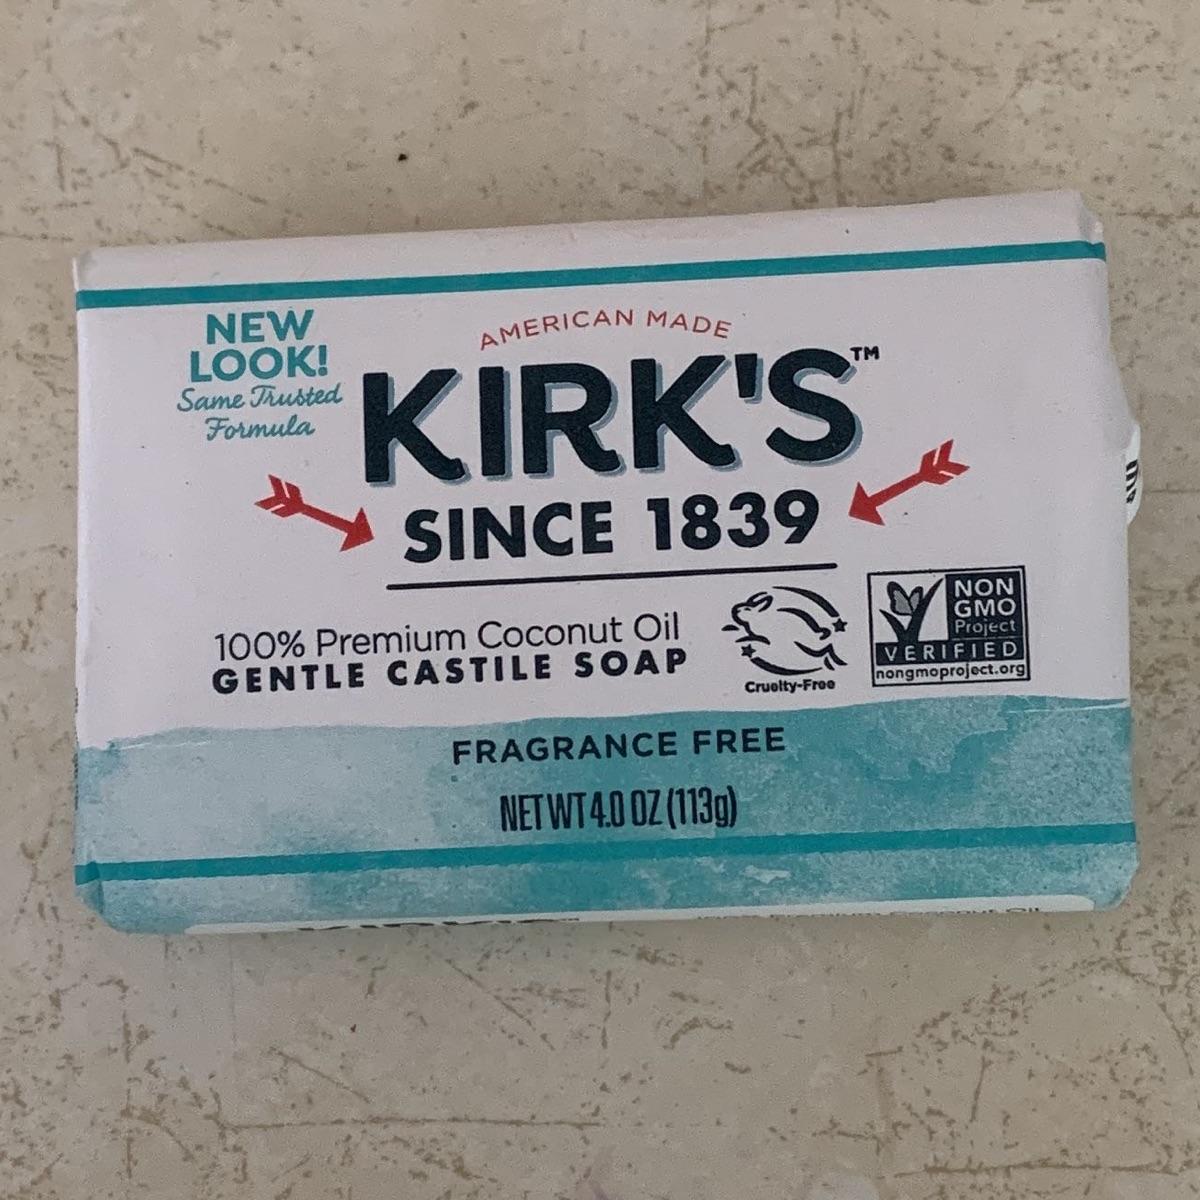 NEW
LOOK!
Same Trusted
Formula
AMERICAN MADE
KIRK'S™
SINCE 1839
100% Premium Coconut Oil
GENTLE CASTILE SOAP
Cruelty-Free
NON
GMO
Project
VERIFIED
nongmoproject.org
FRAGRANCE FREE
NET WT 4.0 OZ (113g)